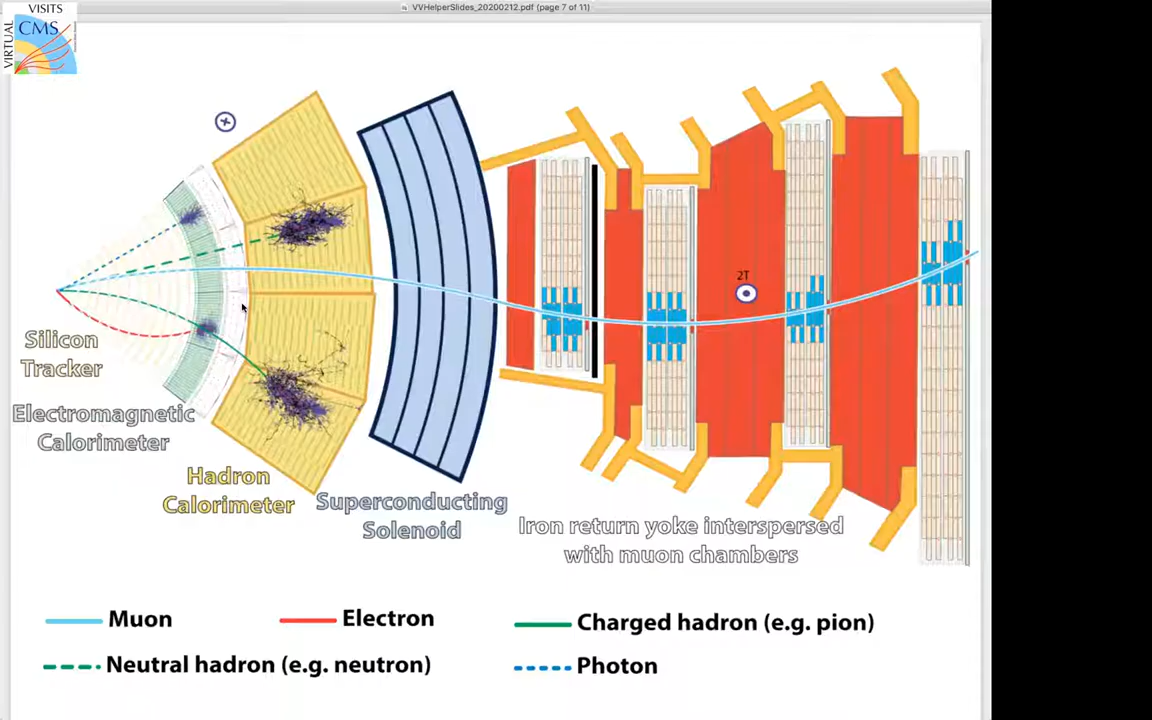 VVHelperSlides_20200212.pdf (page 7 of 11)
VISITS
VIRTUAL
CMS
2T
Silicon
Tracker
Electromagnetic
Calorimeter
Hadron
Calorimeter
Superconducting
Solenoid
Iron return yoke interspersed
with muon chambers
Muon
Electron
Charged hadron (e.g. pion)
Neutral hadron (e.g. neutron)
Photon